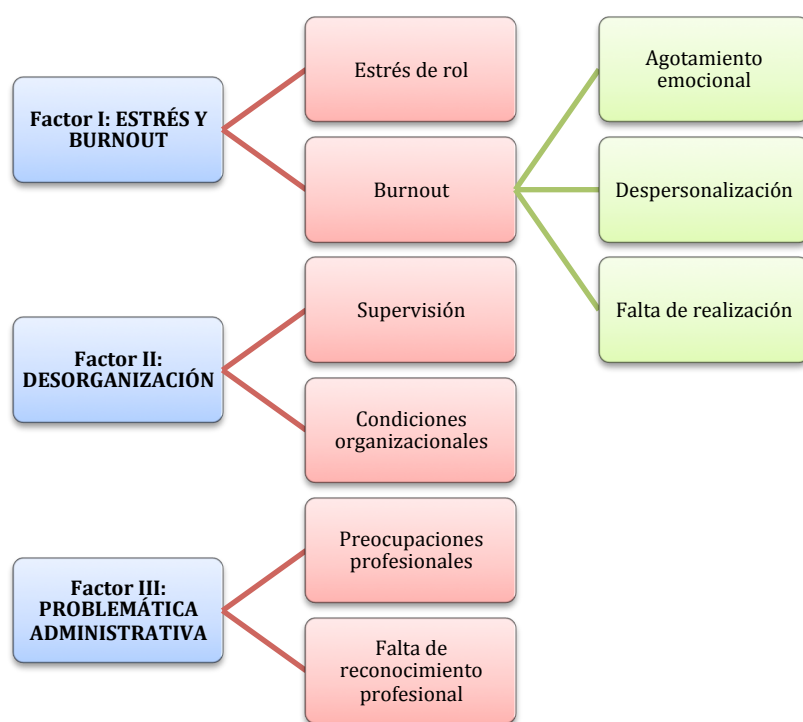 Factor I: ESTRÉS Y
BURNOUT
Estrés de rol
Burnout
Agotamiento
emocional
Despersonalización
Falta de realización
Factor II:
DESORGANIZACIÓN
Supervisión
Condiciones
organizacionales
Factor III:
PROBLEMÁTICA
ADMINISTRATIVA
Preocupaciones
profesionales
Falta de
reconocimiento
profesional